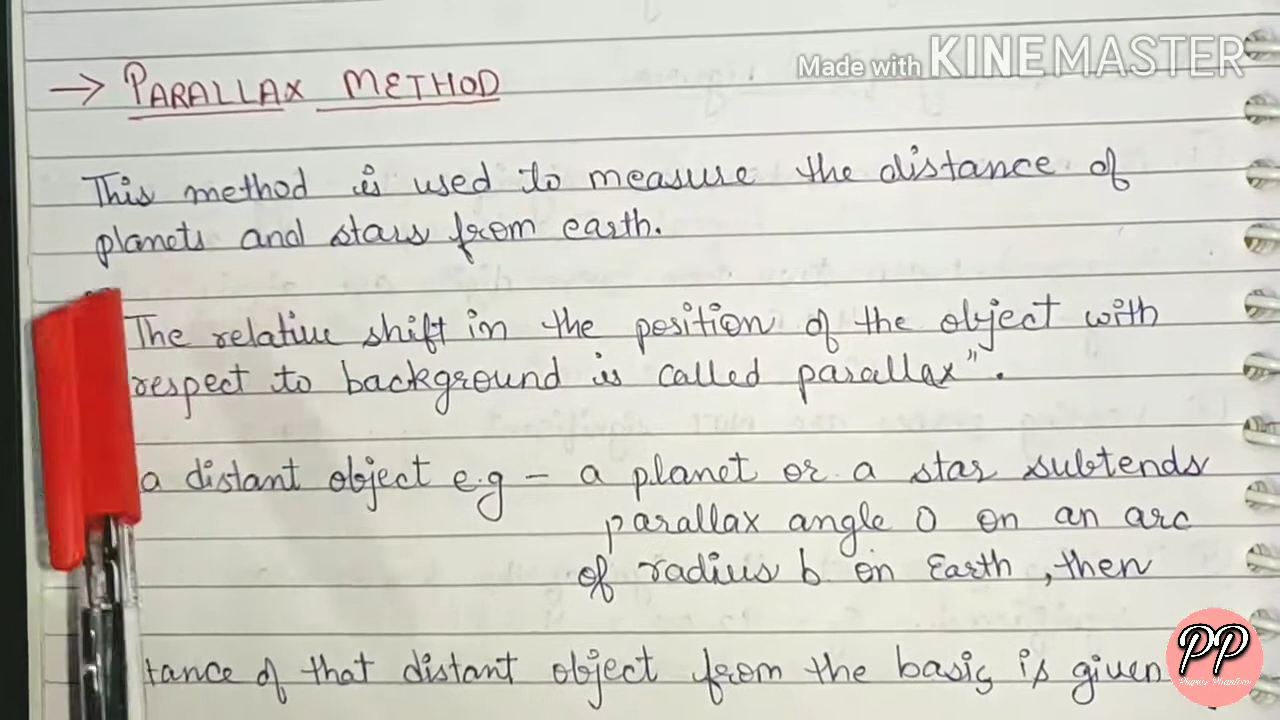 Made with KINEMASTER
→ PARALLAX METHOD
This method is used to measure the distance of
planets and stars from earth.
The relative shift in the position of the object with
respect to background is called parallax”.
a distant object e.g – a planet or a star subtends
parallax angle O on an arc
of radius b on Earth, then
tance of that distant object from the basis is given
PP